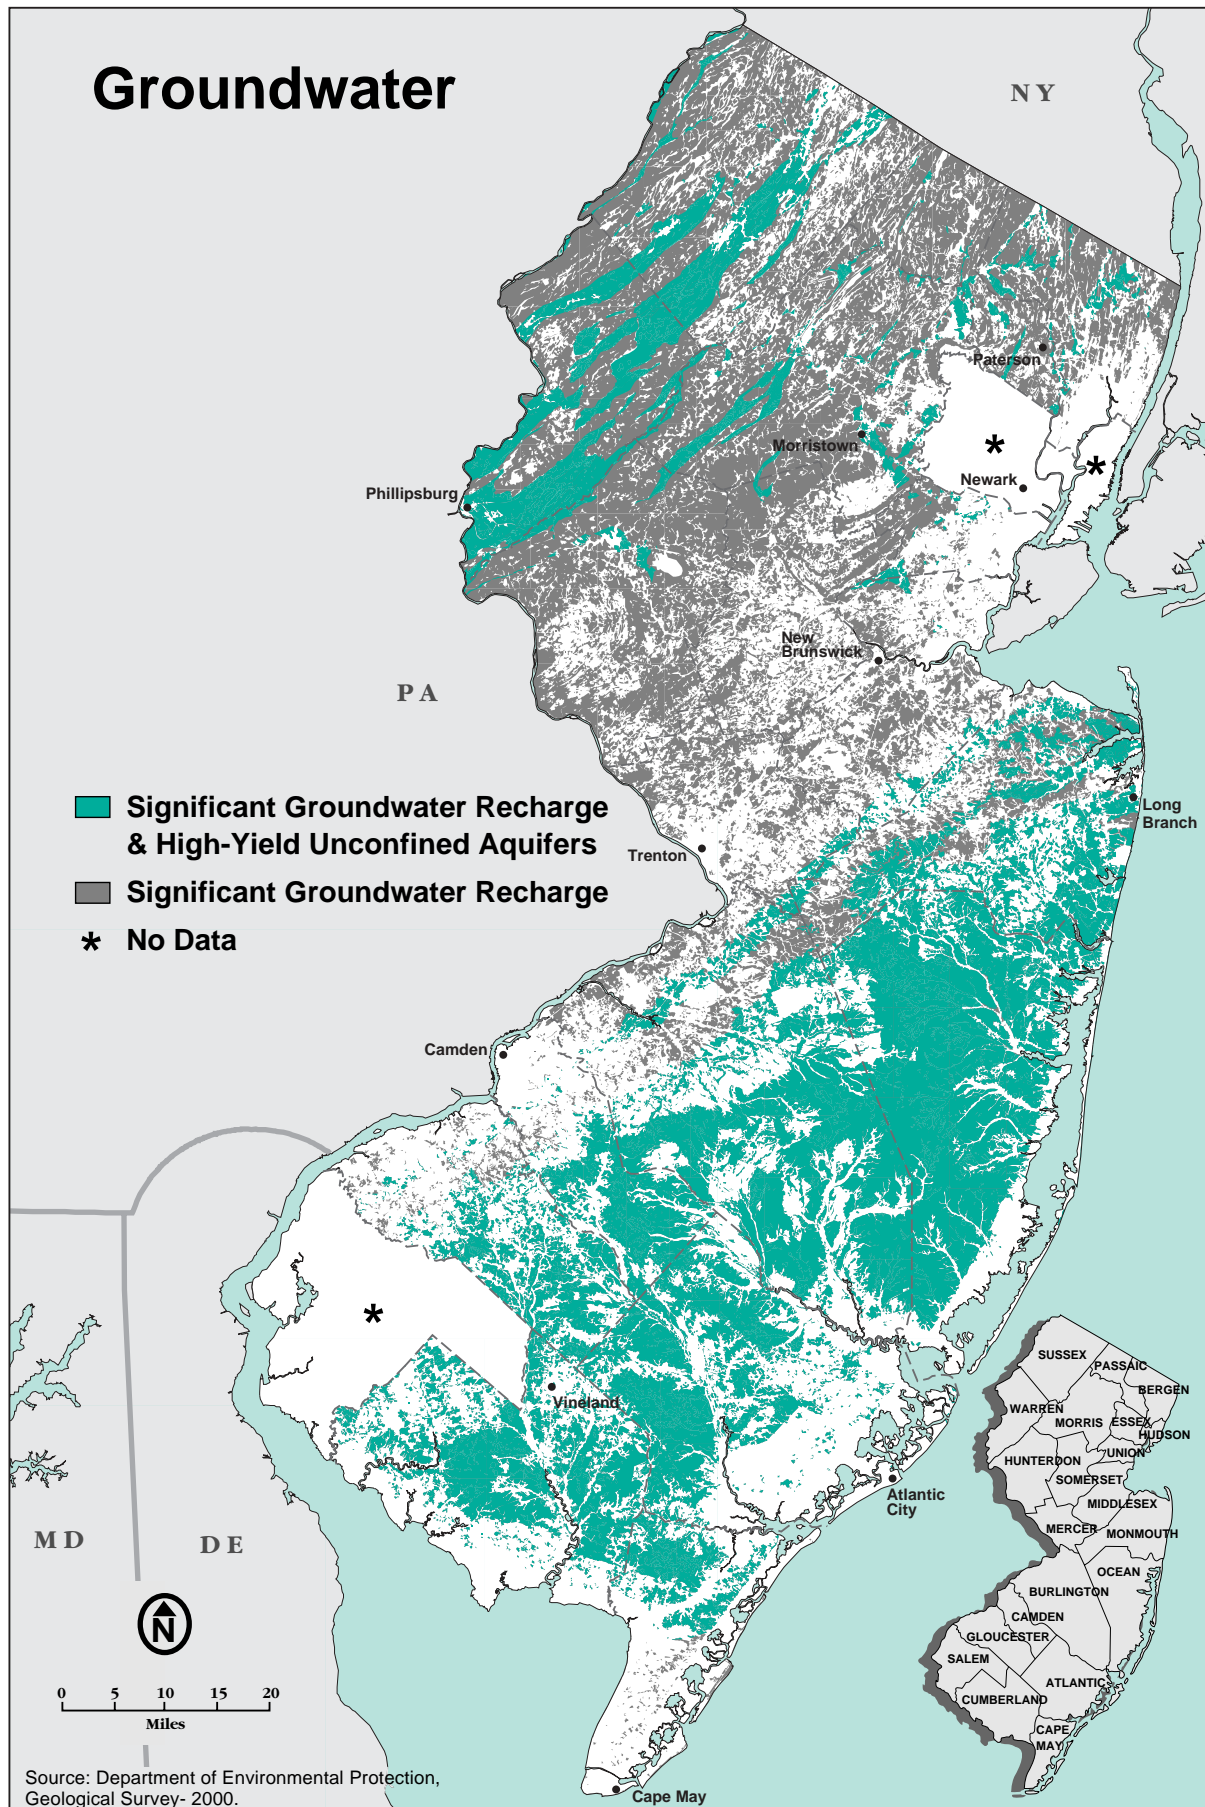 Groundwater
NY
Paterson
Morristown
*
*
Newark
Phillipsburg
New
Brunswick
PA
Significant Groundwater Recharge
& High-Yield Unconfined Aquifers
Significant Groundwater Recharge
* No Data
Long
Branch
Trenton
Camden
*
Vineland
Atlantic
City
MD
DE
N
0 5 10 15 20
Miles
Cape May
SUSSEX
PASSAIC
BERGEN
WARREN
MORRIS
ESSEX
HUDSON
UNION
HUNTERDON
SOMERSET
MIDDLESEX
MERCER
MONMOUTH
OCEAN
BURLINGTON
CAMDEN
GLOUCESTER
SALEM
ATLANTIC
CUMBERLAND
CAPE
MAY
Source: Department of Environmental Protection,
Geological Survey- 2000.